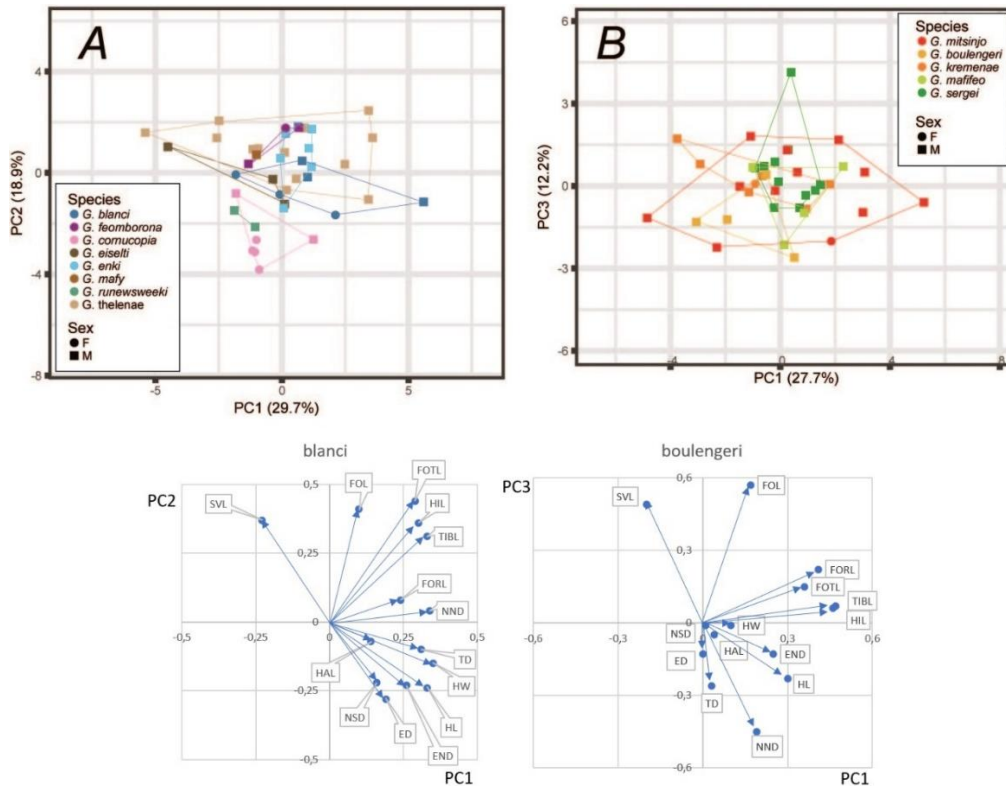 A
4
0
-4
-8
PC2 (18.9%)
-5
0
5
PC1 (29.7%)
Species
G. blanci
G. feomborona
G. cornucopia
G. eiselti
G. enki
G. mafy
G. runewsweeki
G. thelenae
Sex
F
M
B
6
3
0
-3
-6
PC3 (12.2%)
-4
0
4
8
PC1 (27.7%)
Species
G. mitsinjo
G. boulengeri
G. kremenae
G. mafifeo
G. sergei
Sex
F
M
blanci
PC2
0,5
0,25
0
-0,25
-0,5
-0,5
-0,25
0
0,25
0,5
PC1
SVL
FOL
FOTL
HIL
TIBL
FORL
NND
HAL
TD
HW
NSD
ED
HL
END
boulengeri
PC3
0,6
0,3
0
-0,3
-0,6
0
0,3
0,6
PC1
SVL
FOL
FORL
FOTL
TIBL
HIL
HW
NSD
HAL
END
ED
HL
TD
NND